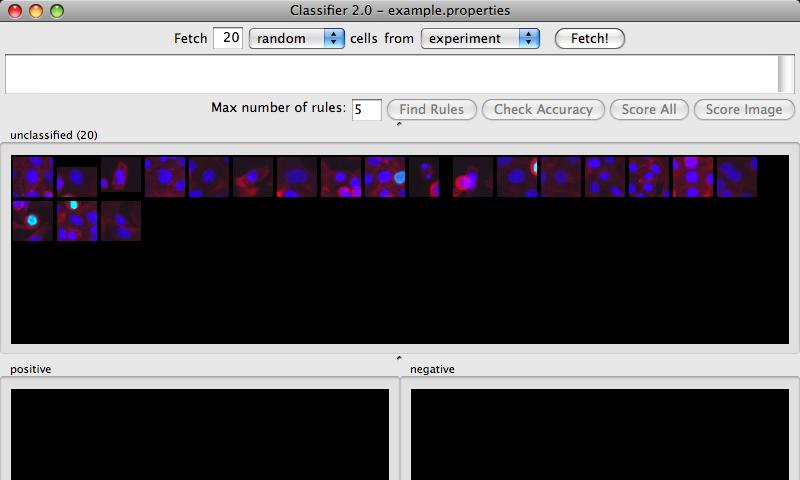 Classifier 2.0 – example.properties
Fetch 20 random cells from experiment Fetch!
Max number of rules: 5 Find Rules Check Accuracy Score All Score Image
unclassified (20)
positive negative